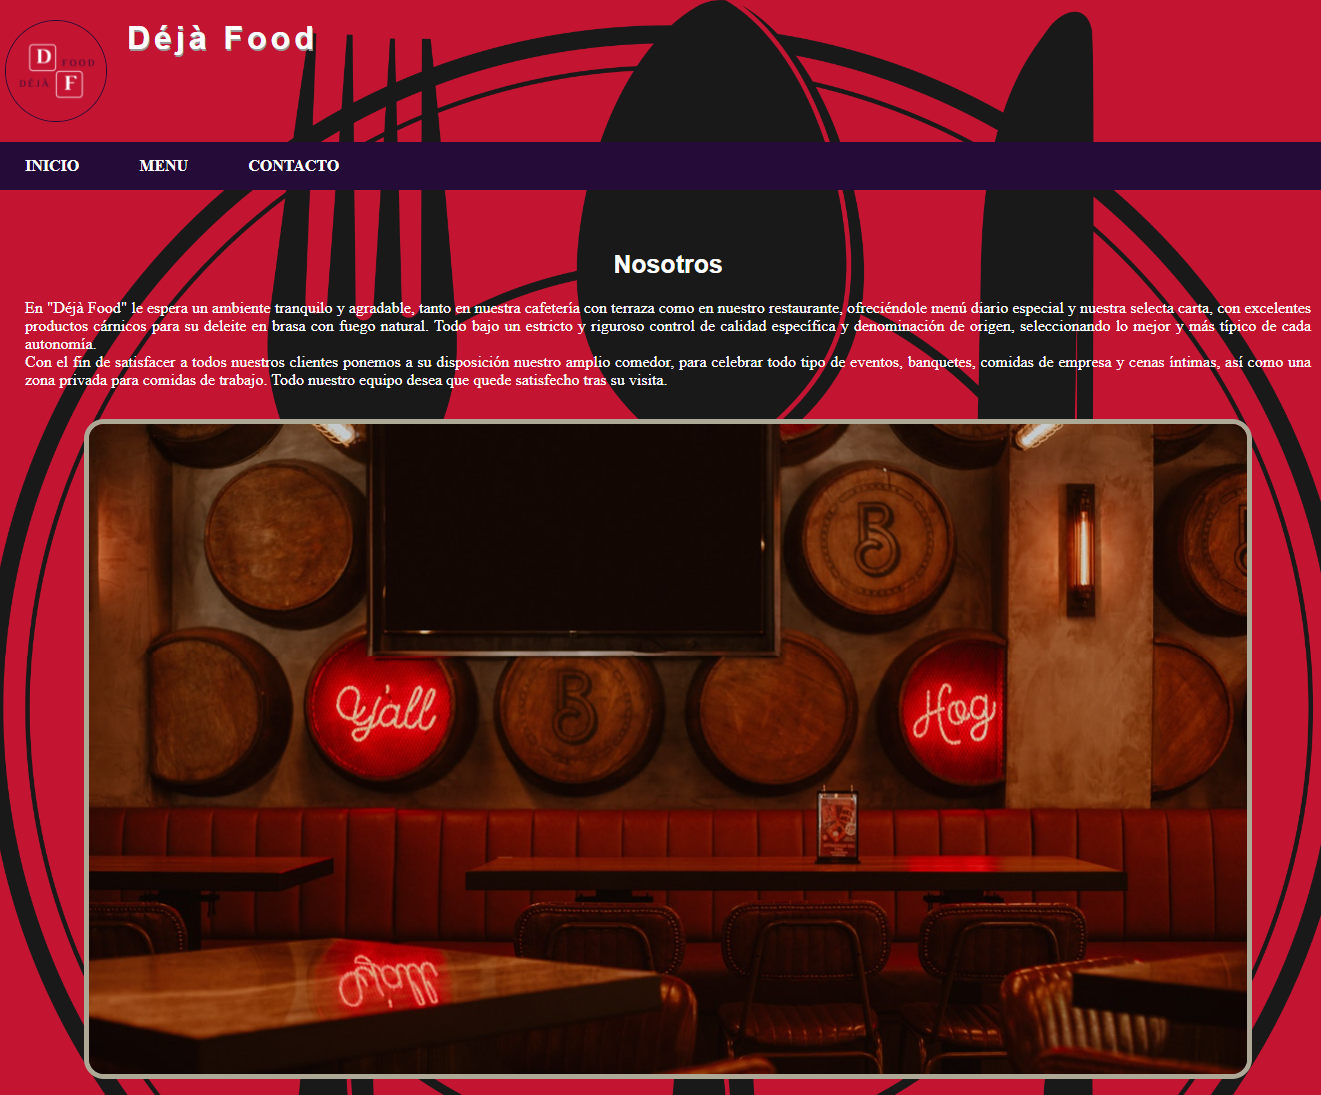 Déjà Food
D
FOOD
DÉJÀ
F
INICIO MENU CONTACTO
Nosotros
En "Déjà Food" le espera un ambiente tranquilo y agradable, tanto en nuestra cafetería con terraza como en nuestro restaurante, ofreciéndole menú diario especial y nuestra selecta carta, con excelentes
productos cárnicos para su deleite en brasa con fuego natural. Todo bajo un estricto y riguroso control de calidad específica y denominación de origen, seleccionando lo mejor y más típico de cada
autonomía.
Con el fin de satisfacer a todos nuestros clientes ponemos a su disposición nuestro amplio comedor, para celebrar todo tipo de eventos, banquetes, comidas de empresa y cenas íntimas, así como una
zona privada para comidas de trabajo. Todo nuestro equipo desea que quede satisfecho tras su visita.
B
Y'all
B
Hog